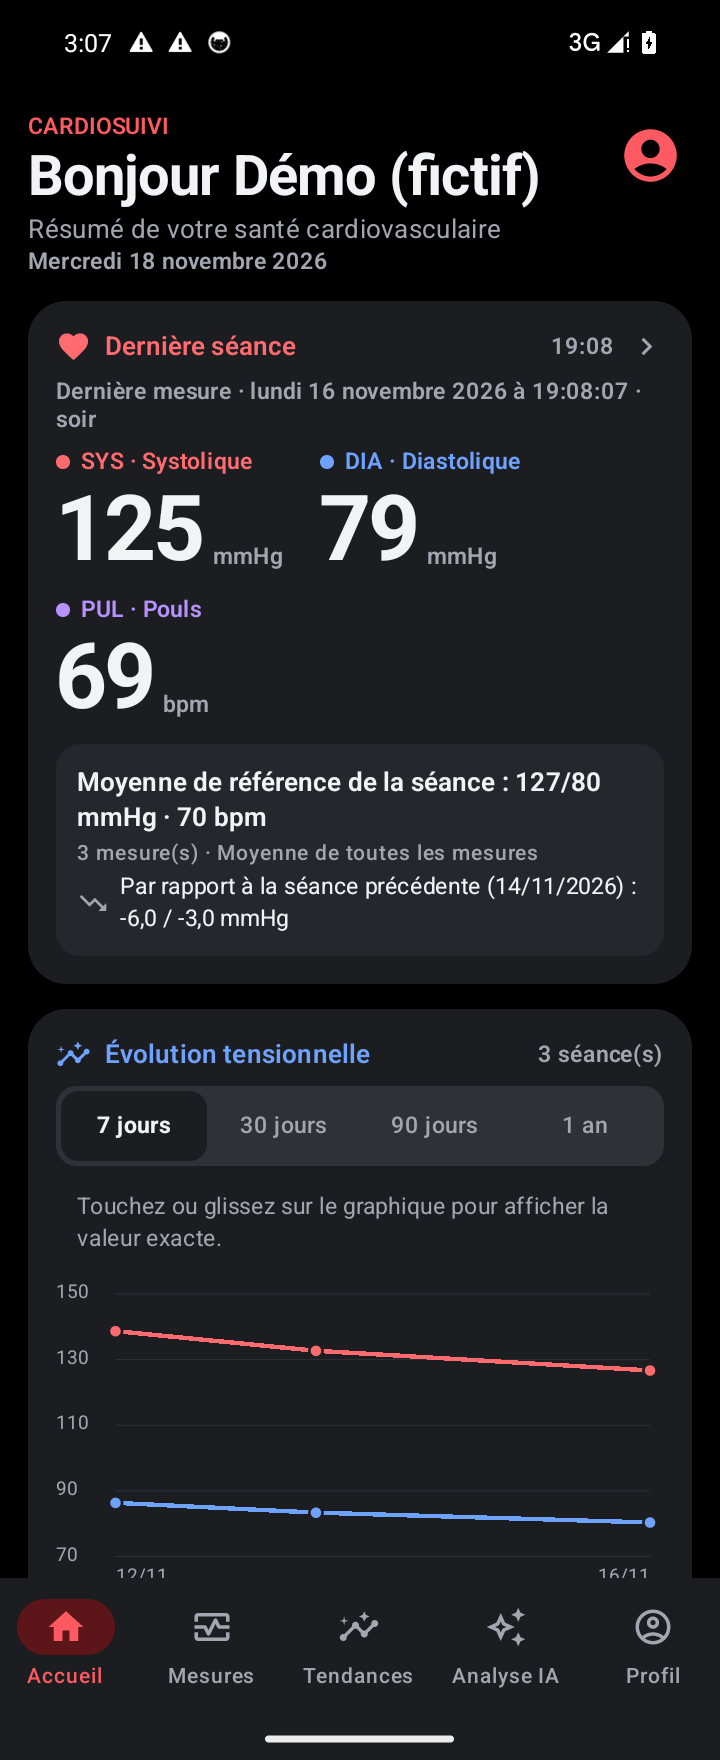 3:07
3G
CARDIOSUIVI
Bonjour Démo (fictif)
Résumé de votre santé cardiovasculaire
Mercredi 18 novembre 2026
Dernière séance
19:08
Dernière mesure · lundi 16 novembre 2026 à 19:08:07 ·
soir
SYS · Systolique
DIA · Diastolique
125 mmHg
79 mmHg
PUL · Pouls
69 bpm
Moyenne de référence de la séance : 127/80
mmHg · 70 bpm
3 mesure(s) · Moyenne de toutes les mesures
Par rapport à la séance précédente (14/11/2026) :
-6,0 / -3,0 mmHg
Évolution tensionnelle
3 séance(s)
7 jours
30 jours
90 jours
1 an
Touchez ou glissez sur le graphique pour afficher la
valeur exacte.
150
130
110
90
70
12/11
16/11
Accueil
Mesures
Tendances
Analyse IA
Profil